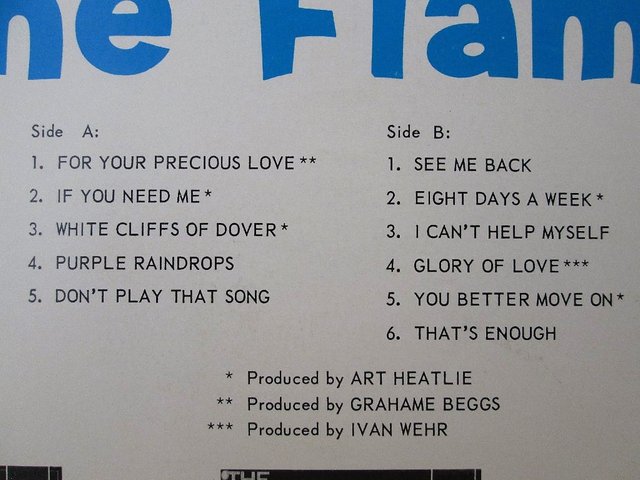 he Flam
Side A:
1. FOR YOUR PRECIOUS LOVE**
2. IF YOU NEED ME*
3. WHITE CLIFFS OF DOVER*
4. PURPLE RAINDROPS
5. DON'T PLAY THAT SONG
Side B:
1. SEE ME BACK
2. EIGHT DAYS A WEEK*
3. I CAN'T HELP MYSELF
4. GLORY OF LOVE***
5. YOU BETTER MOVE ON*
6. THAT'S ENOUGH
* Produced by ART HEATLIE
** Produced by GRAHAME BEGGS
*** Produced by IVAN WEHR
THE